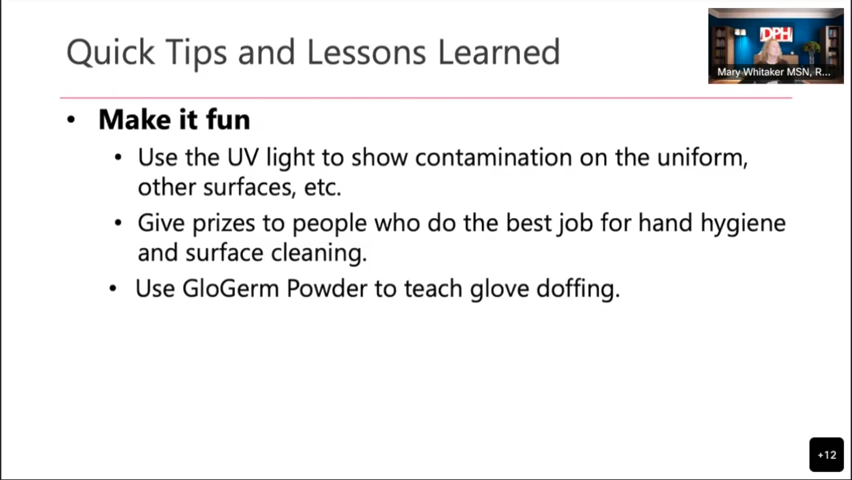 Quick Tips and Lessons Learned
DPH
Mary Whitaker MSN, R...
• Make it fun
• Use the UV light to show contamination on the uniform,
other surfaces, etc.
• Give prizes to people who do the best job for hand hygiene
and surface cleaning.
• Use GloGerm Powder to teach glove doffing.
+12